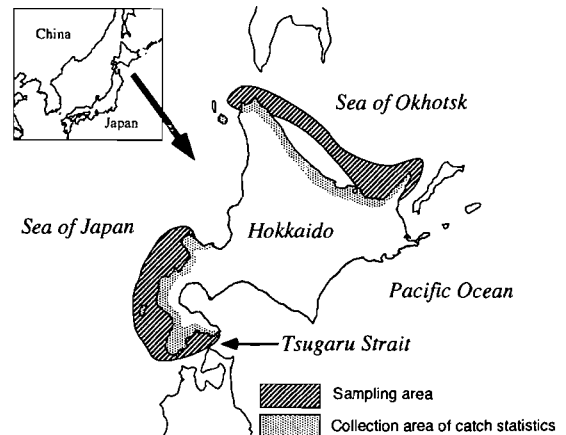 China
Japan
Sea of Okhotsk
Sea of Japan
Hokkaido
Pacific Ocean
Tsugaru Strait
Sampling area
Collection area of catch statistics